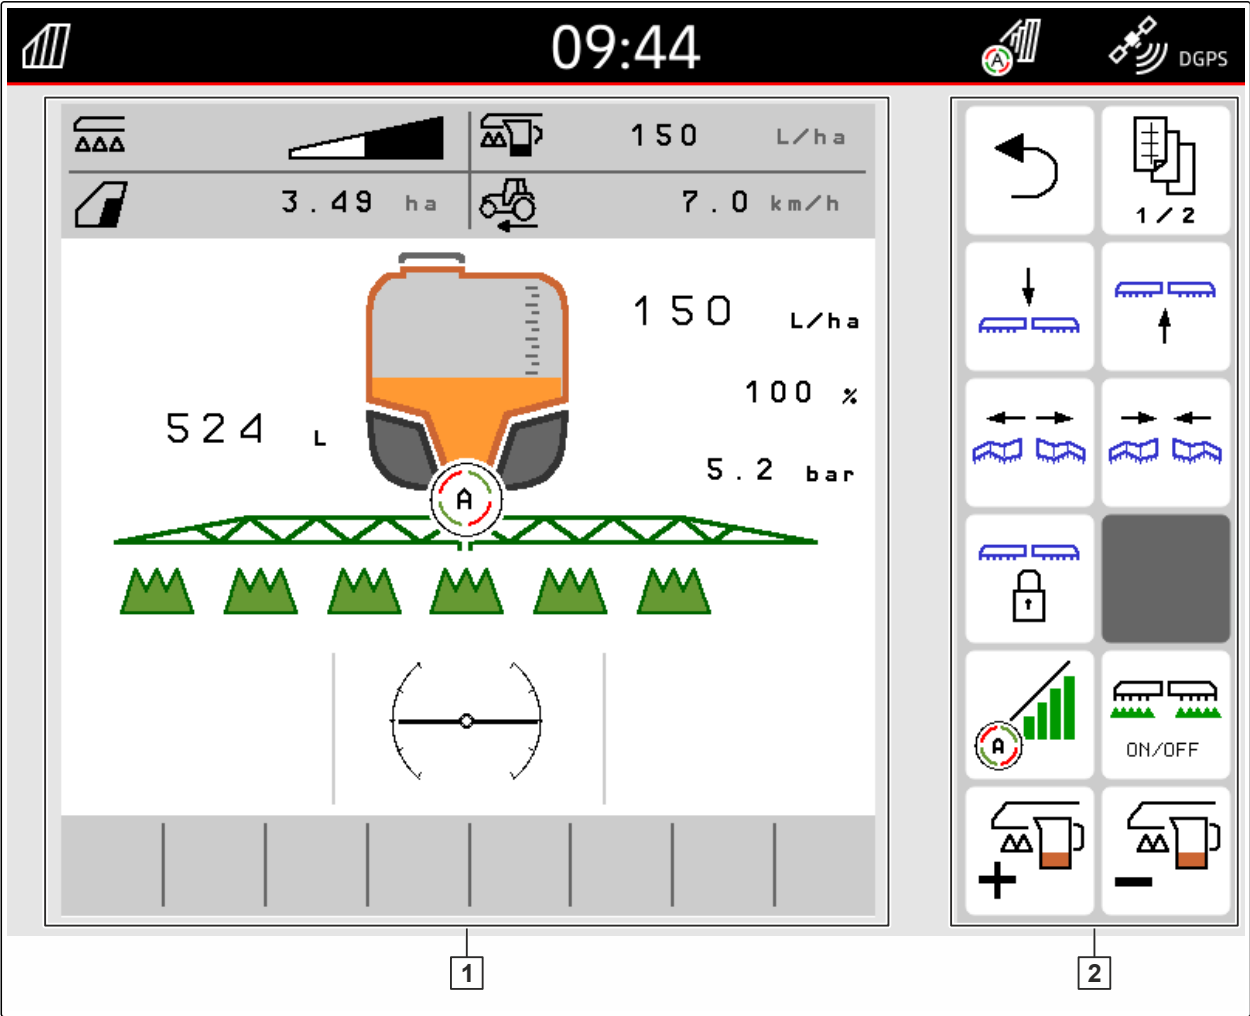 09:44
DGPS
150 L/ha
3.49 ha
7.0 km/h
1/2
150 L/ha
100 %
524 L
5.2 bar
A
A
ON/OFF
1
2